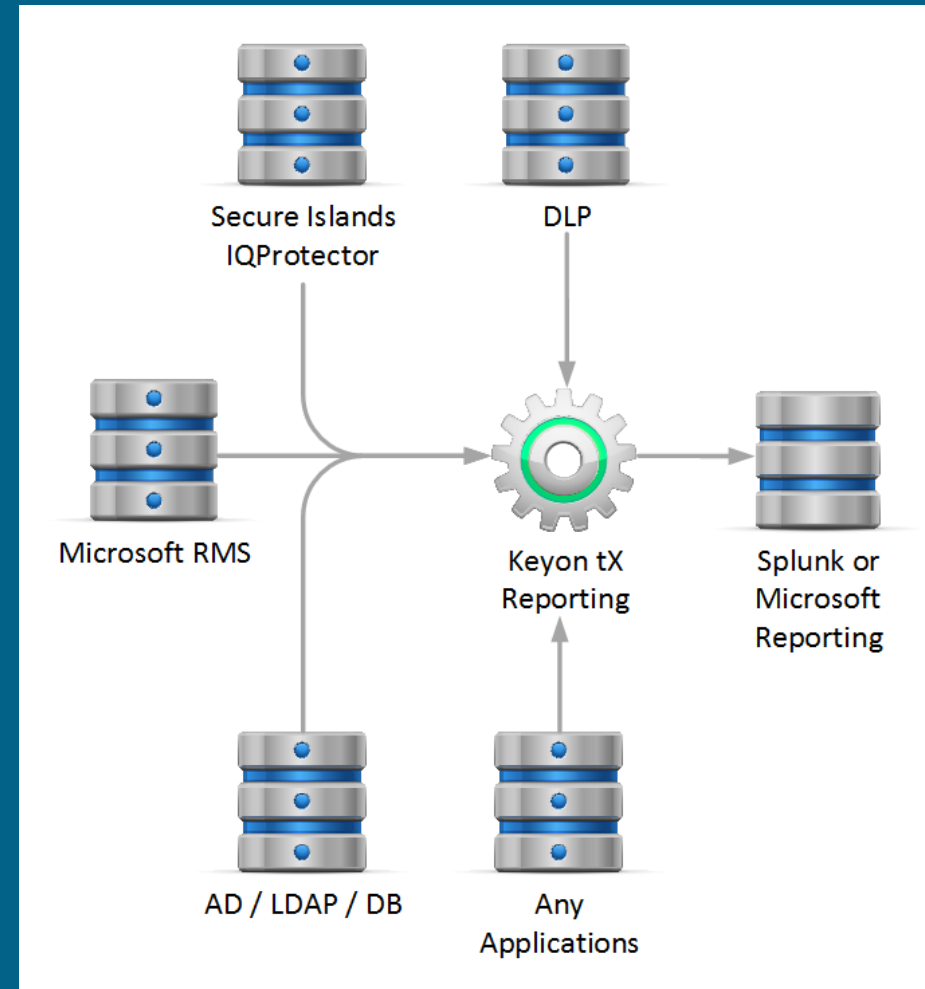 Secure Islands
IQProtector
DLP
Microsoft RMS
Keyon tX
Reporting
Splunk or
Microsoft
Reporting
AD / LDAP / DB
Any
Applications